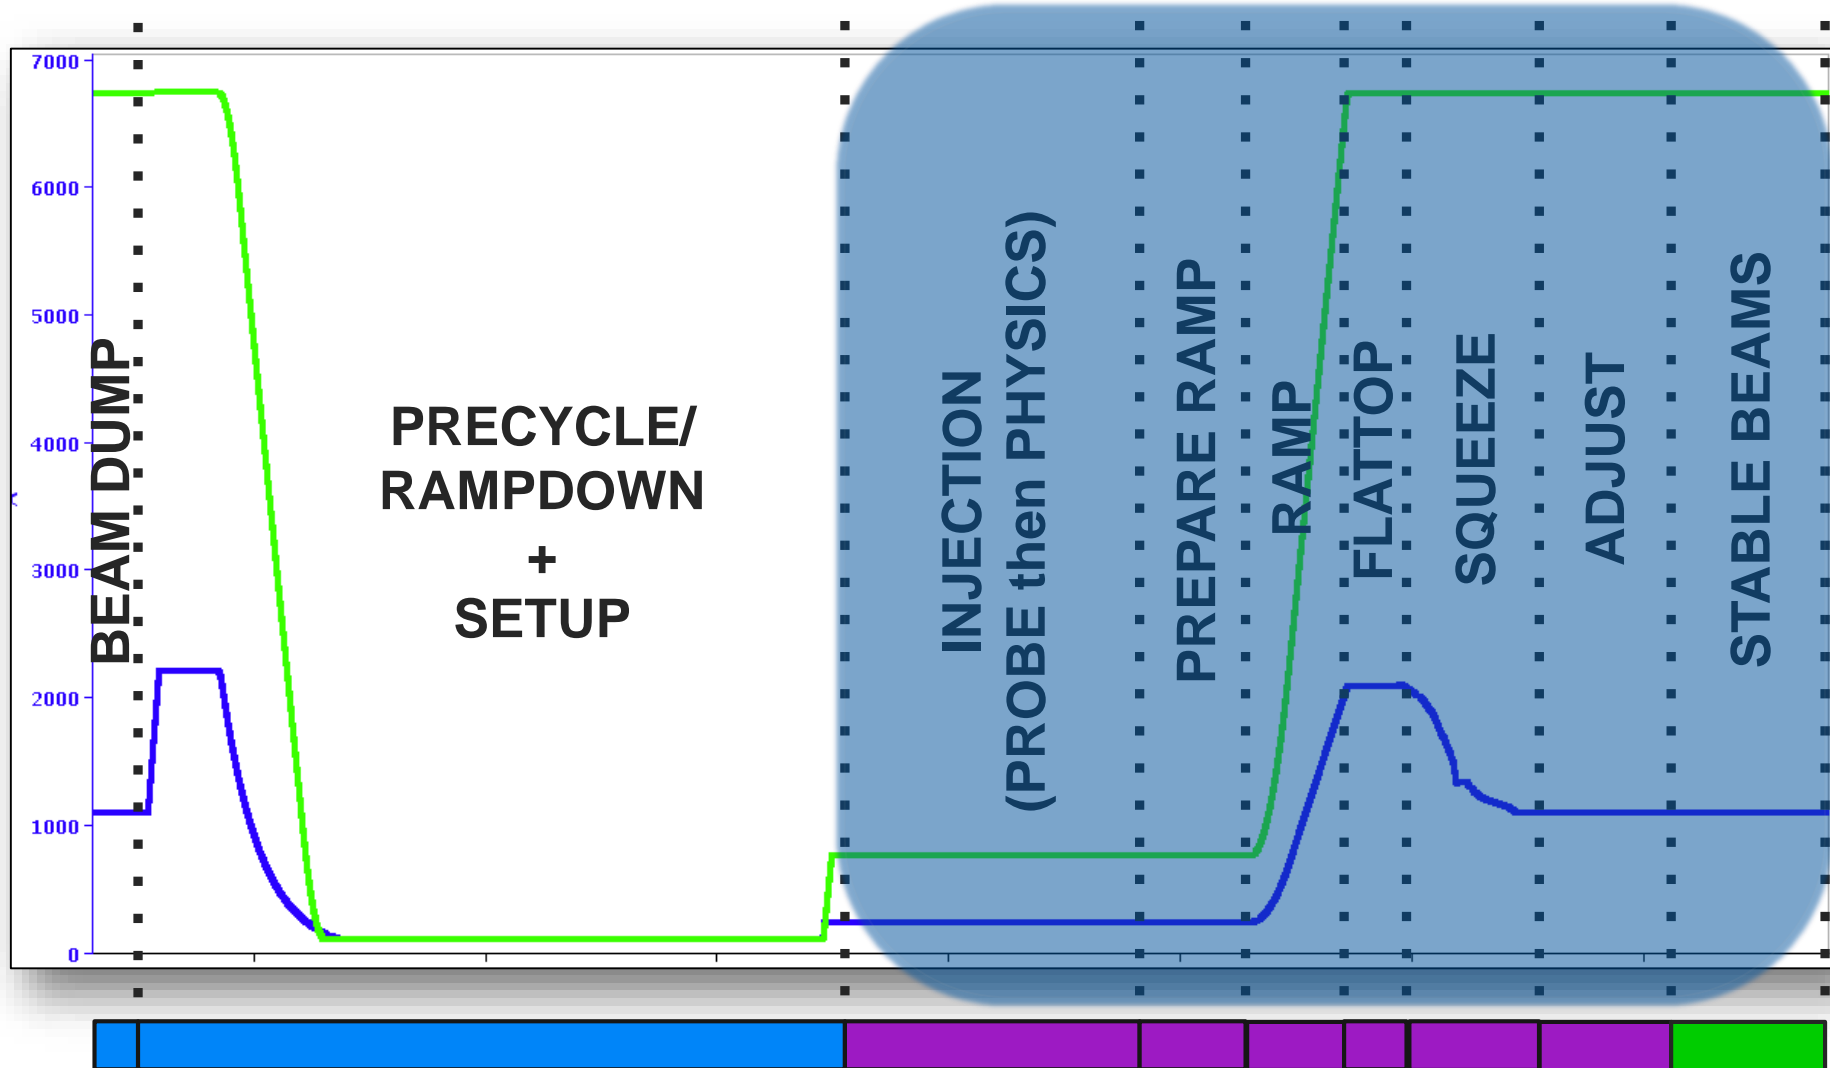 7000
6000
5000
4000
3000
2000
1000
0
BEAM DUMP
PRECYCLE/
RAMPDOWN
+
SETUP
INJECTION
(PROBE then PHYSICS)
PREPARE RAMP
RAMP
FLATTOP
SQUEEZE
ADJUST
STABLE BEAMS